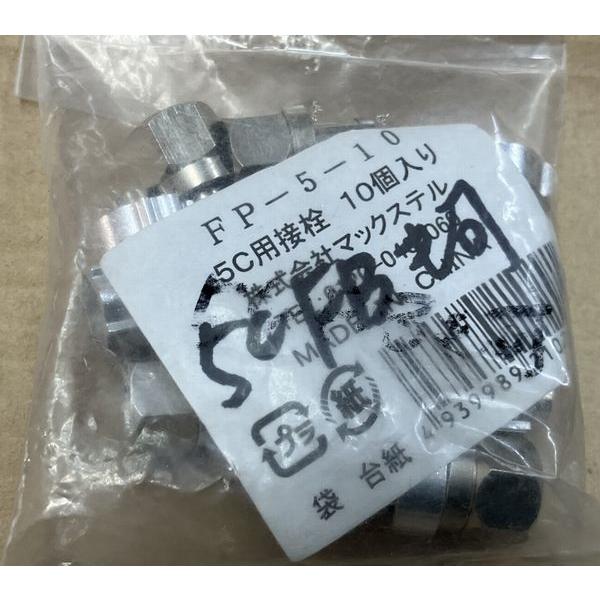 FP-5-10
5C用接栓 10個入り
株式会社マックステル
MADE CHINA
5CFB
プラ
紙
袋 台紙